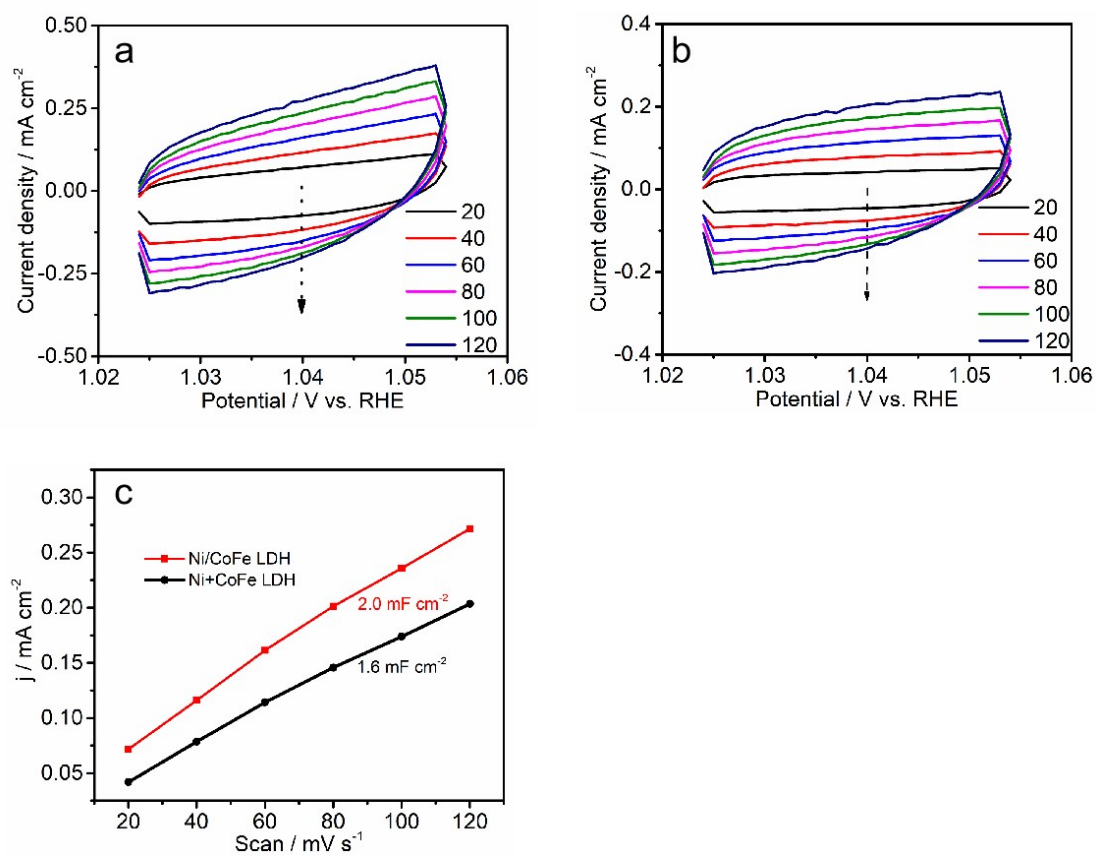 a
0.50
0.25
0.00
-0.25
-0.50
Current density / mA cm⁻²
20
40
60
80
100
120
1.02 1.03 1.04 1.05 1.06
Potential / V vs. RHE
b
0.4
0.2
0.0
-0.2
-0.4
Current density / mA cm⁻²
20
40
60
80
100
120
1.02 1.03 1.04 1.05 1.06
Potential / V vs. RHE
c
0.30
0.25
0.20
0.15
0.10
0.05
j / mA cm⁻²
Ni/CoFe LDH
Ni+CoFe LDH
2.0 mF cm⁻²
1.6 mF cm⁻²
20 40 60 80 100 120
Scan / mV s⁻¹